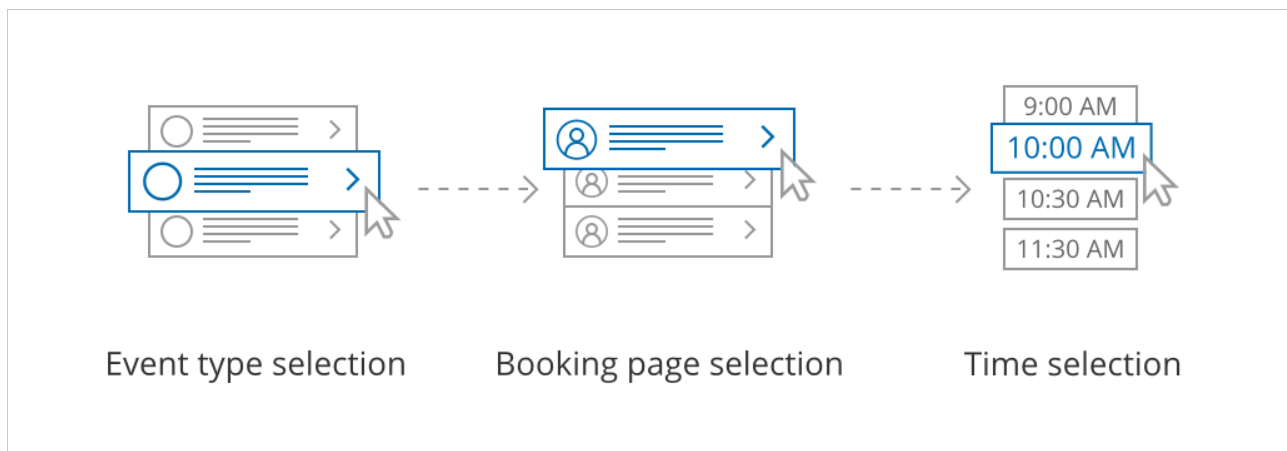 9:00 AM
10:00 AM
10:30 AM
11:30 AM
Event type selection
Booking page selection
Time selection